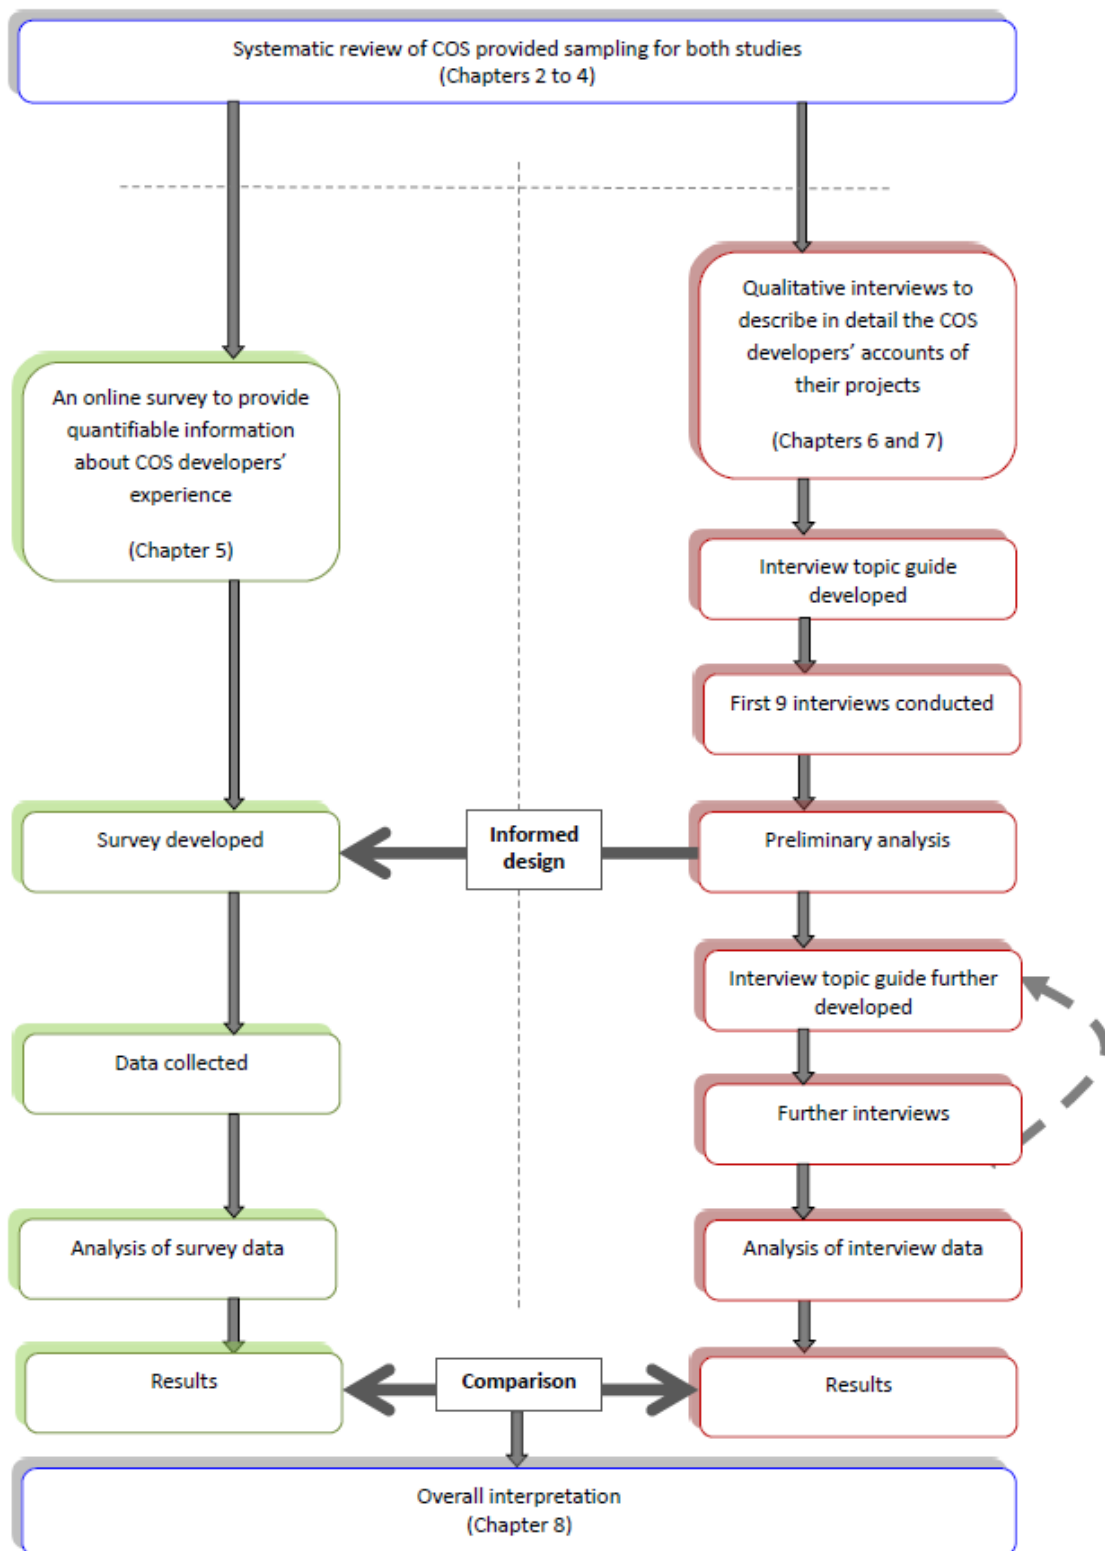 Systematic review of COS provided sampling for both studies
(Chapters 2 to 4)
Qualitative interviews to
describe in detail the COS
developers' accounts of
their projects
(Chapters 6 and 7)
An online survey to provide
quantifiable information
about COS developers'
experience
(Chapter 5)
Interview topic guide
developed
First 9 interviews conducted
Survey developed
Informed
design
Preliminary analysis
Interview topic guide further
developed
Data collected
Further interviews
Analysis of survey data
Analysis of interview data
Results
Comparison
Results
Overall interpretation
(Chapter 8)